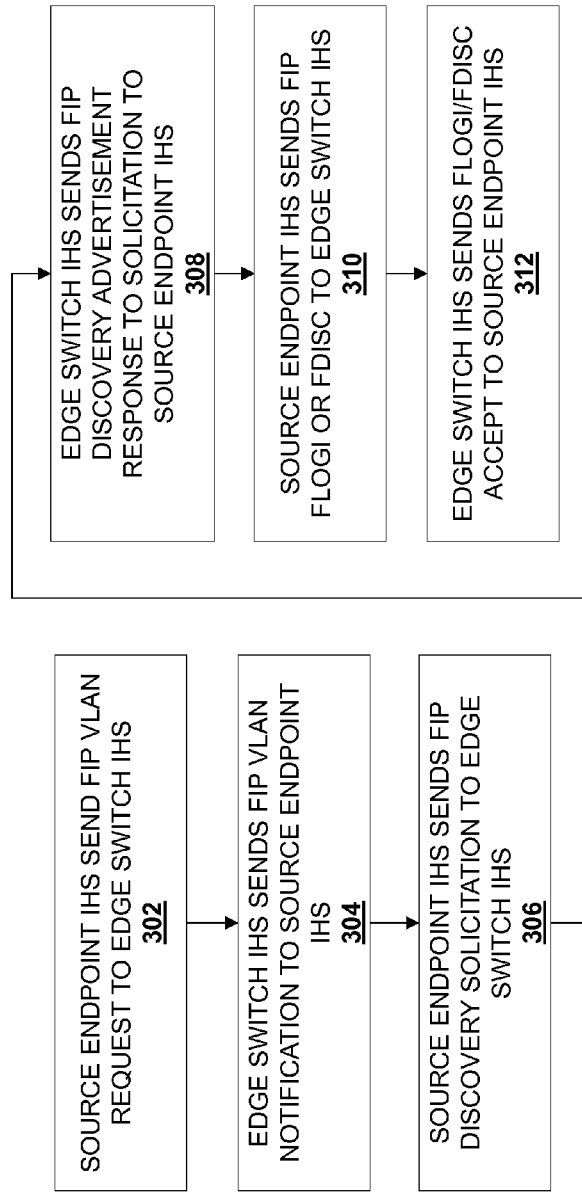 SOURCE ENDPOINT IHS SEND FIP VLAN
REQUEST TO EDGE SWITCH IHS
302
EDGE SWITCH IHS SENDS FIP VLAN
NOTIFICATION TO SOURCE ENDPOINT
IHS
304
SOURCE ENDPOINT IHS SENDS FIP
DISCOVERY SOLICITATION TO EDGE
SWITCH IHS
306
EDGE SWITCH IHS SENDS FIP
DISCOVERY ADVERTISEMENT
RESPONSE TO SOLICITATION TO
SOURCE ENDPOINT IHS
308
SOURCE ENDPOINT IHS SENDS FIP
FLOGI OR FDISC TO EDGE SWITCH IHS
310
EDGE SWITCH IHS SENDS FLOGI/FDISC
ACCEPT TO SOURCE ENDPOINT IHS
312